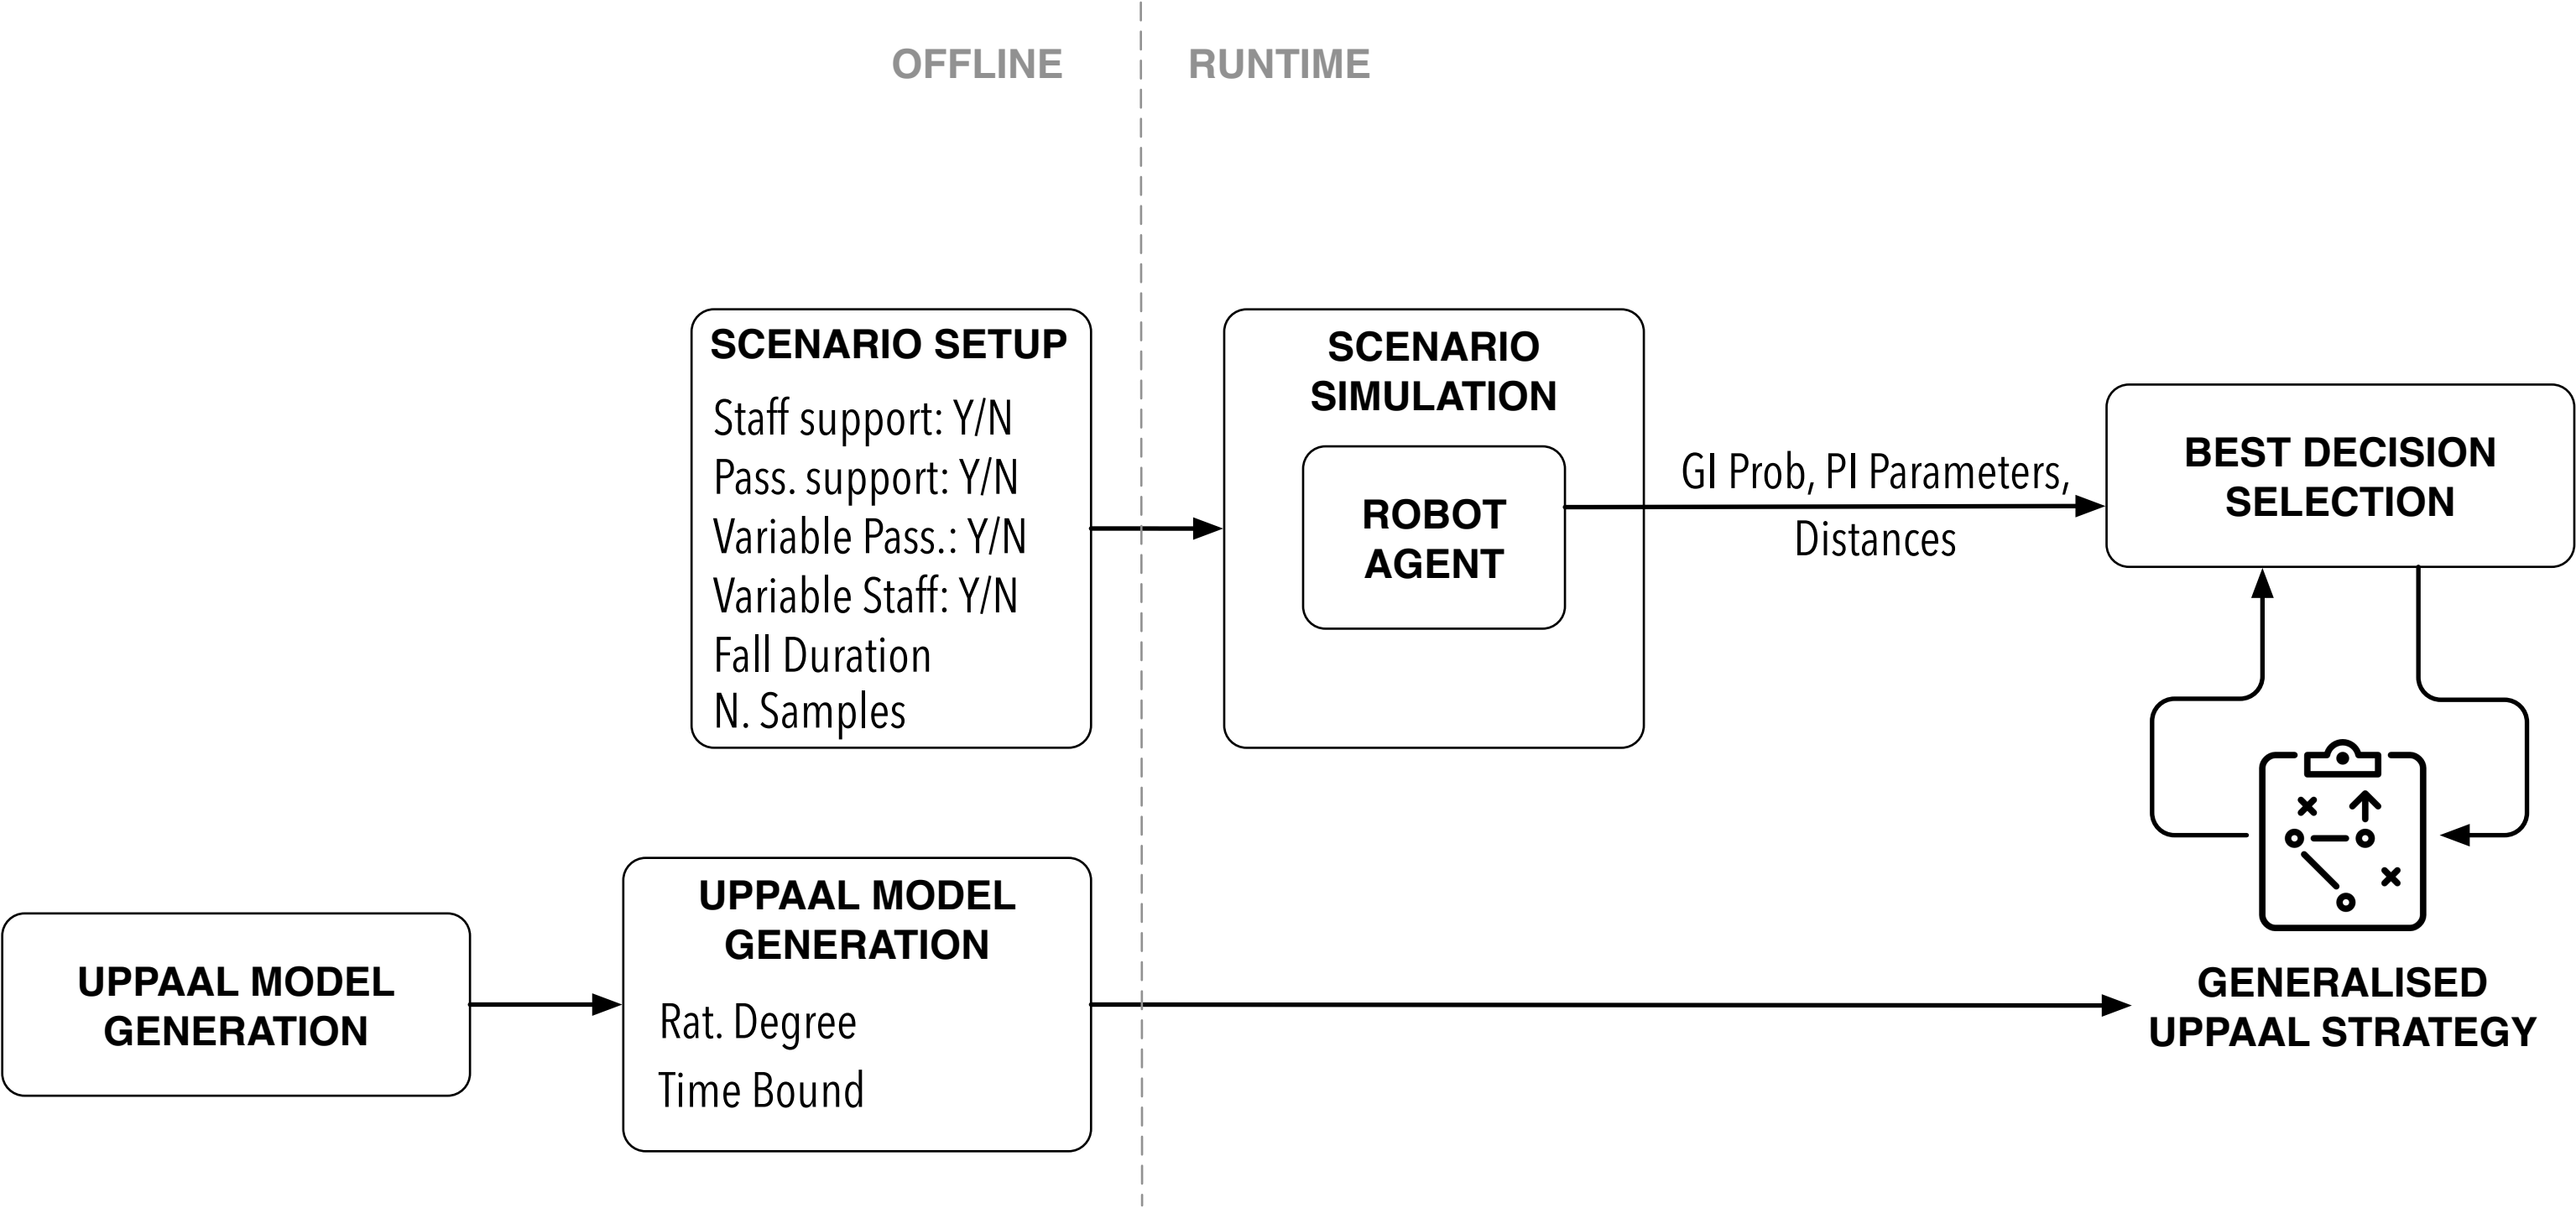 OFFLINE
RUNTIME
SCENARIO SETUP
Staff support: Y/N
Pass. support: Y/N
Variable Pass.: Y/N
Variable Staff: Y/N
Fall Duration
N. Samples
SCENARIO
SIMULATION
ROBOT
AGENT
GI Prob, PI Parameters,
Distances
BEST DECISION
SELECTION
UPPAAL MODEL
GENERATION
UPPAAL MODEL
GENERATION
Rat. Degree
Time Bound
GENERALISED
UPPAAL STRATEGY